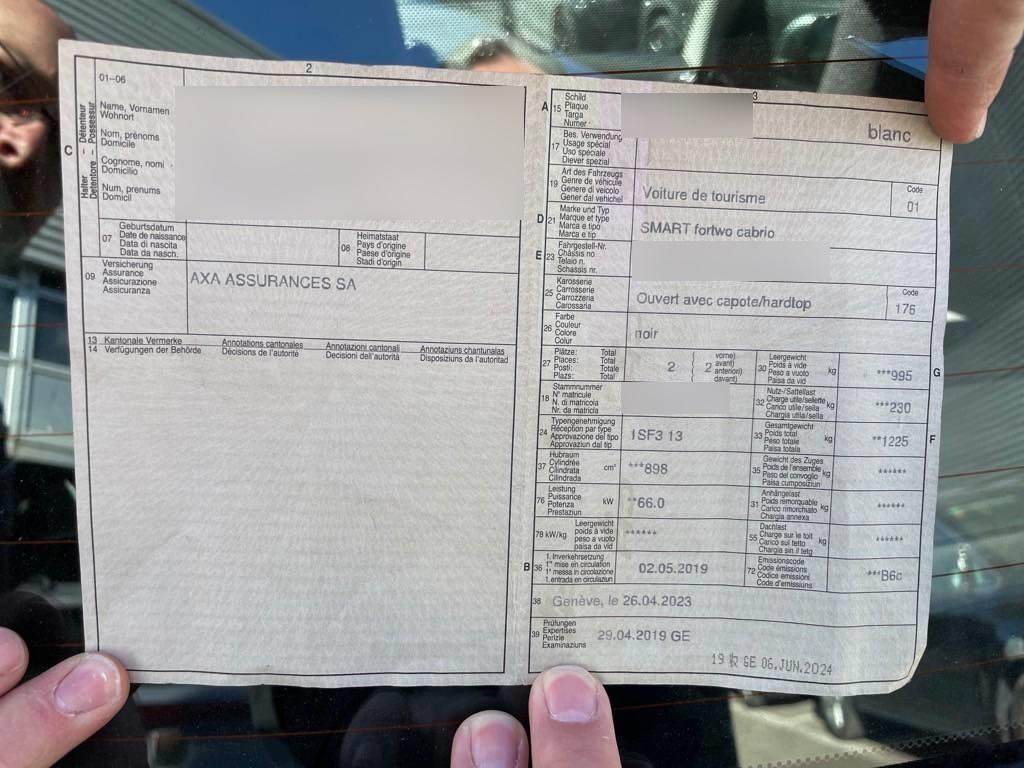 2
01–06
C
Halter – Détenteur
Detentore – Possessur
Name, Vornamen
Wohnort
Nom, prénoms
Domicile
Cognome, nomi
Domicilio
Num, prenums
Domicil
07
Geburtsdatum
Date de naissance
Data di nascita
Data da nasch.
08
Heimatstaat
Pays d'origine
Paese d'origine
Stadi d'origin
09
Versicherung
Assurance
Assicurazione
Assicuranza
AXA ASSURANCES SA
13 Kantonale Vermerke Annotations cantonales Annotazioni cantonali Annotaziuns chantunalas
14 Verfügungen der Behörde Décisions de l'autorité Decisioni dell'autorità Disposiziuns da l'autoritad
3
A 15
Schild
Plaque
Targa
Numer
blanc
17
Bes. Verwendung
Usage spécial
Uso speciale
Diever spezial
19
Art des Fahrzeugs
Genre de véhicule
Genere di veicolo
Gener dal vehichel
Voiture de tourisme
Code
01
D 21
Marke und Typ
Marque et type
Marca e tipo
Marca e tip
SMART fortwo cabrio
E 23
Fahrgestell-Nr.
Châssis no
Telaio n.
Schassis nr.
25
Karosserie
Carrosserie
Carrozzeria
Carossaria
Ouvert avec capote/hardtop
Code
176
26
Farbe
Couleur
Colore
Colur
noir
27
Plätze: Total
Places: Total
Posti: Totale
Plazs: Total
2
2
vorne)
avant)
anteriori)
davant)
30
Leergewicht
Poids à vide
Peso a vuoto
Paisa da vid
kg
***995
G
18
Stammnummer
N° matricule
N. di matricola
Nr. da matricla
32
Nutz-/Sattellast
Charge utile/sellette
Carico utile/sella
Chargia utila/sella
kg
***230
24
Typengenehmigung
Réception par type
Approvazione del tipo
Approvaziun dal tip
1SF3 13
33
Gesamtgewicht
Poids total
Peso totale
Paisa totala
kg
**1225
F
37
Hubraum
Cylindrée
Cilindrata
Cilindrada
cm³
***898
35
Gewicht des Zuges
Poids de l'ensemble
Peso del convoglio
Paisa cumposiziun
kg
******
76
Leistung
Puissance
Potenza
Prestaziun
kW
**66.0
31
Anhängelast
Poids remorquable
Carico rimorchiato
Chargia annexa
kg
******
78 kW/kg
Leergewicht
poids à vide
peso a vuoto
paisa da vid
******
55
Dachlast
Charge sur le toit
Carico sul tetto
Chargia sin il tetg
kg
******
B 36
1. Inverkehrsetzung
1re mise en circulation
1a messa in circolazione
1. entrada en circulaziun
02.05.2019
72
Emissionscode
Code émissions
Codice emissioni
Code d'emissiuns
***B6c
38
Genève, le 26.04.2023
39
Prüfungen
Expertises
Perizie
Examinaziuns
29.04.2019 GE
GE 06.JUN.2024